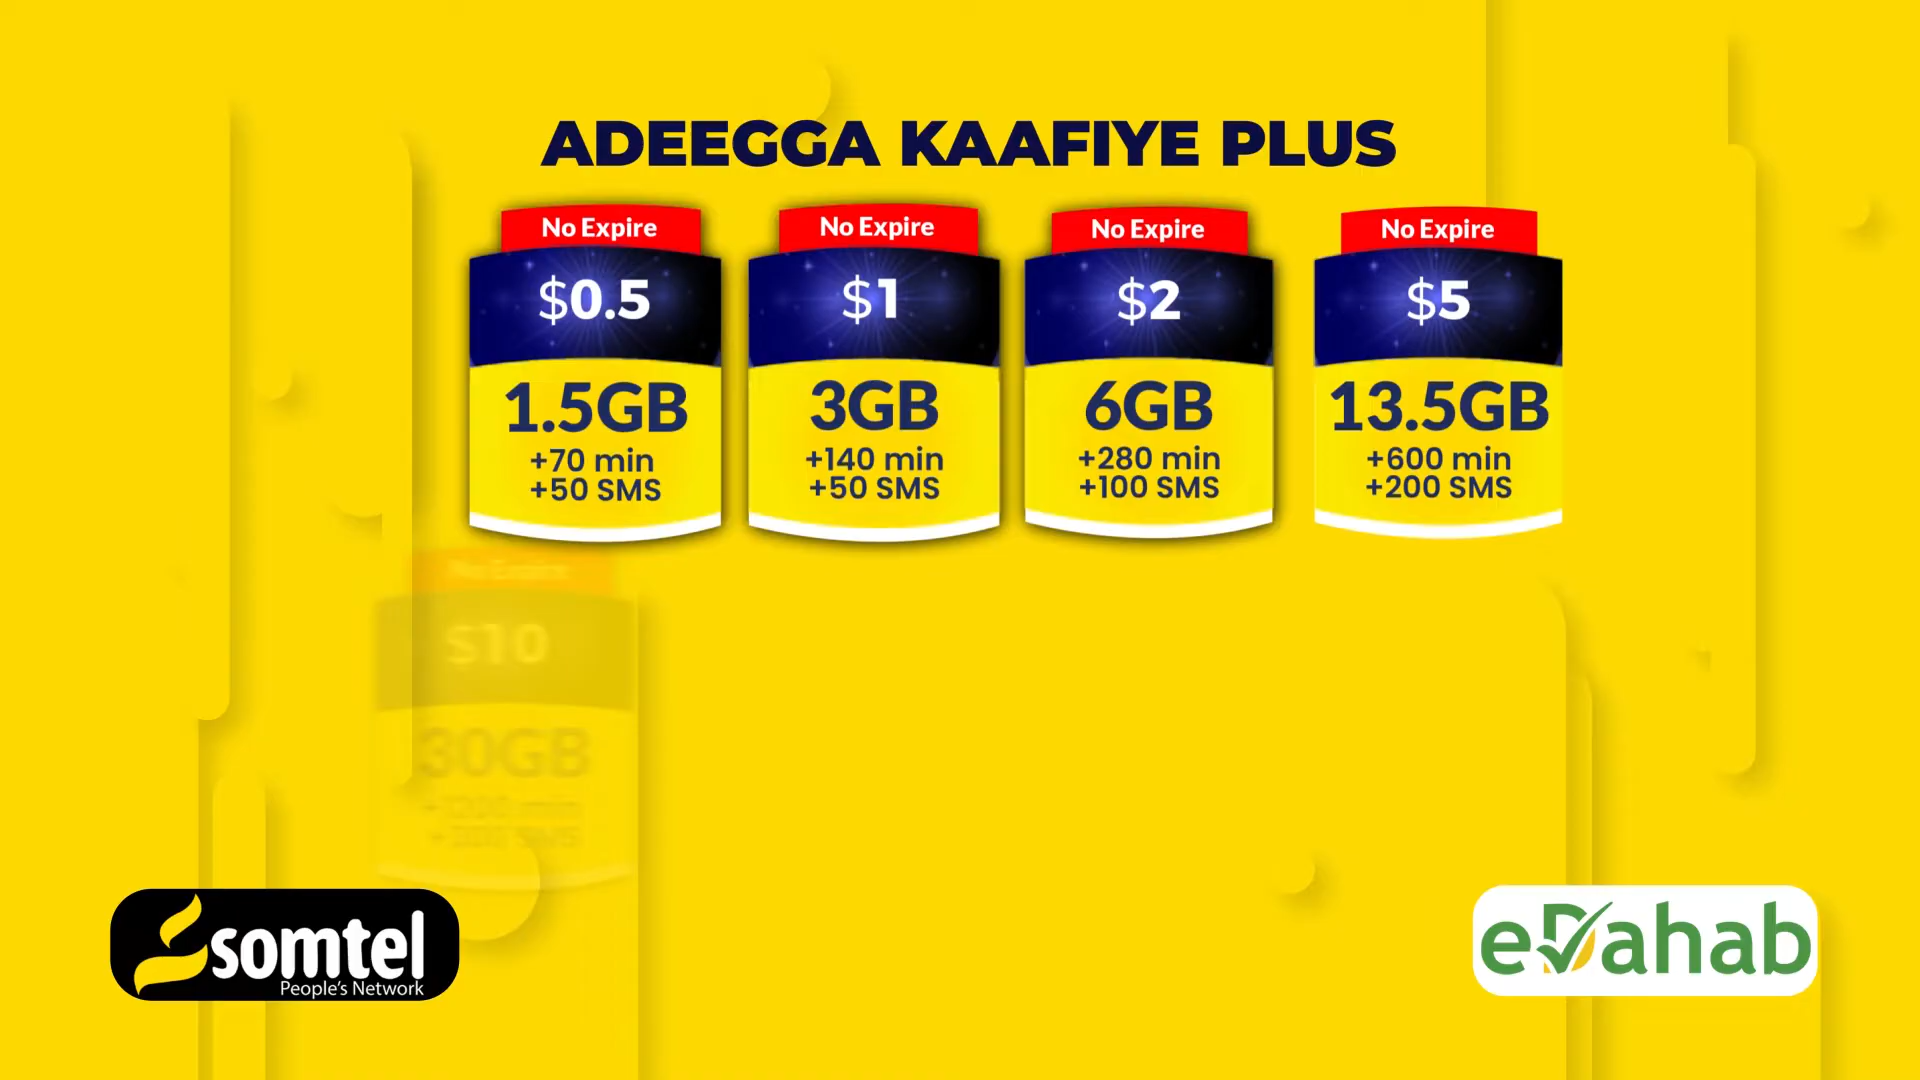 ADEEGGA KAAFIYE PLUS
No Expire
$0.5
1.5GB
+70 min
+50 SMS
No Expire
$1
3GB
+140 min
+50 SMS
No Expire
$2
6GB
+280 min
+100 SMS
No Expire
$5
13.5GB
+600 min
+200 SMS
No Expire
$10
30GB
somtel
People's Network
eDahab